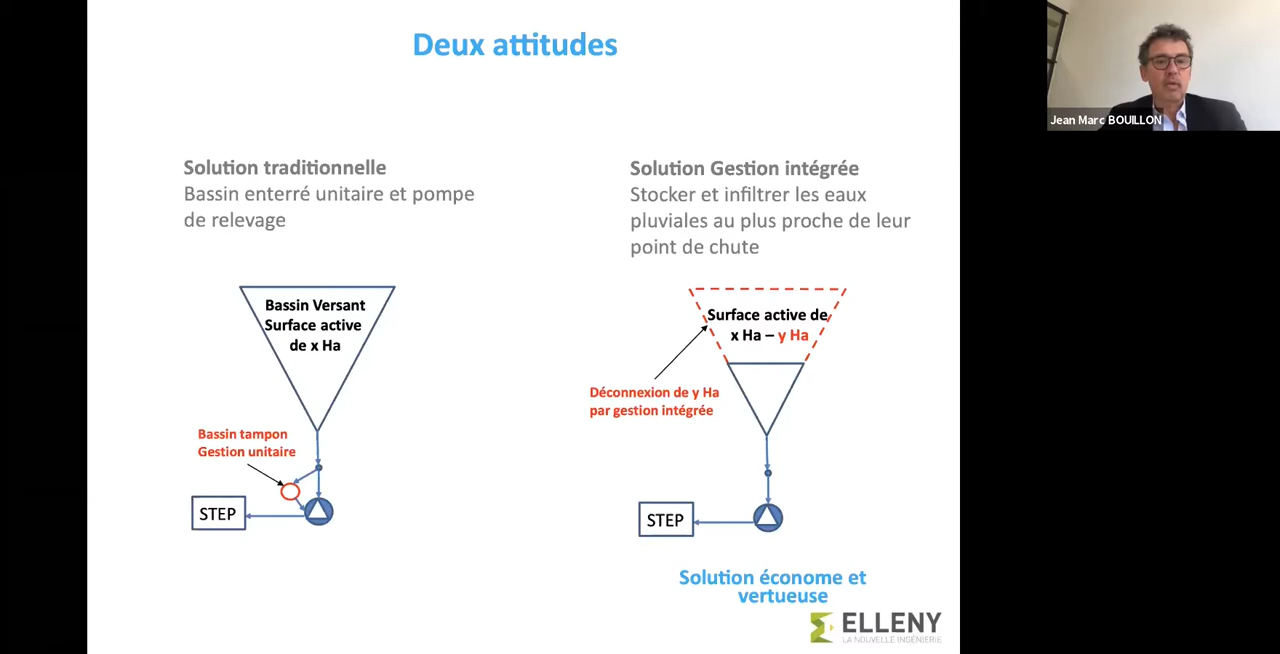 Deux attitudes
Jean Marc BOUILLON
Solution traditionnelle
Bassin enterré unitaire et pompe
de relevage
Bassin Versant
Surface active
de x Ha
Bassin tampon
Gestion unitaire
STEP
Solution Gestion intégrée
Stocker et infiltrer les eaux
pluviales au plus proche de leur
point de chute
Surface active de
x Ha – y Ha
Déconnexion de y Ha
par gestion intégrée
STEP
Solution économe et
vertueuse
ELLENY
LA NOUVELLE INGÉNIERIE